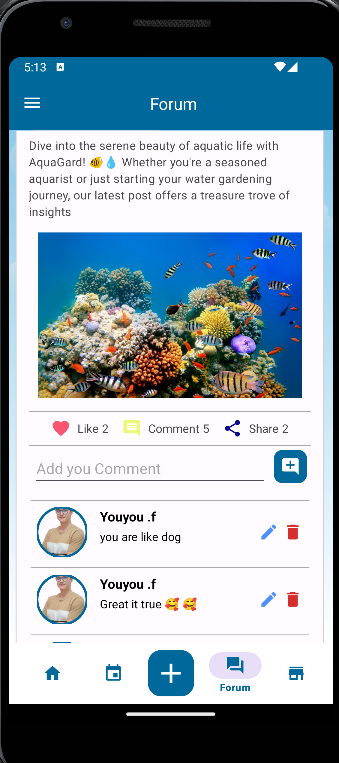 5:13
Forum
Dive into the serene beauty of aquatic life with
AquaGard! 🐠💧 Whether you're a seasoned
aquarist or just starting your water gardening
journey, our latest post offers a treasure trove of
insights
Like 2 Comment 5 Share 2
Add you Comment
Youyou .f
you are like dog
Youyou .f
Great it true 🥰 🥰
Forum